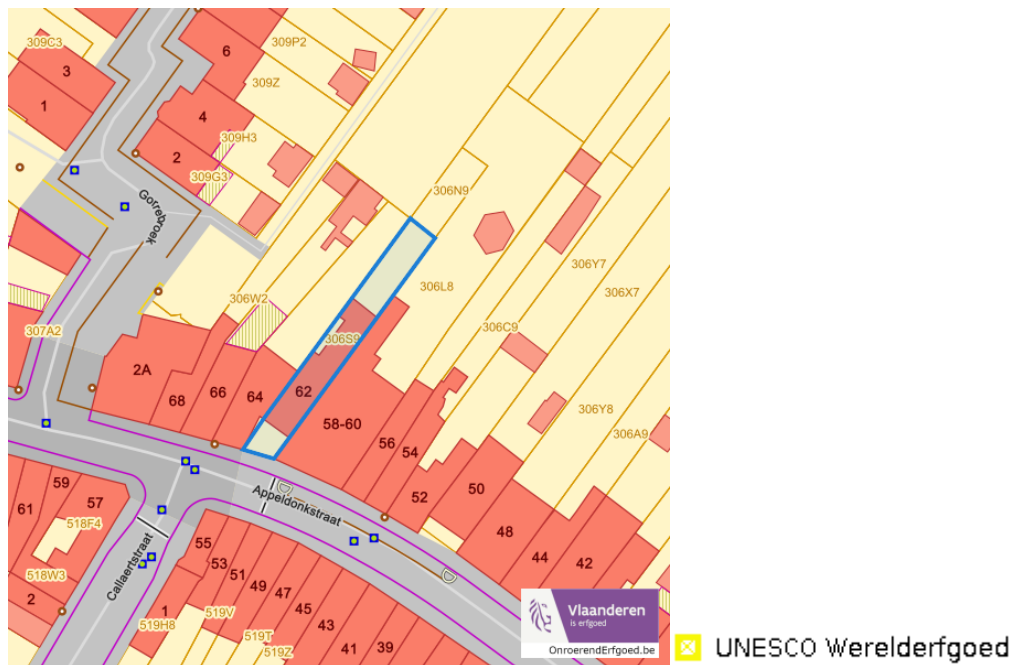 309C3
3
1
6
309P2
309Z
4
309H3
2
309G3
Gorrebroek
306N9
306L8
306Y7
306X7
306W2
306C9
307A2
306S9
2A
68
66
64
62
58-60
56
54
52
50
48
44
42
306Y8
306A9
Appeldonkstraat
59
57
61
518F4
518W3
2
Callaertstraat
55
53
51
49
47
45
43
41
39
1
519H8
519V
519T
519Z
Vlaanderen
is erfgoed
OnroerendErfgoed.be
UNESCO Werelderfgoed